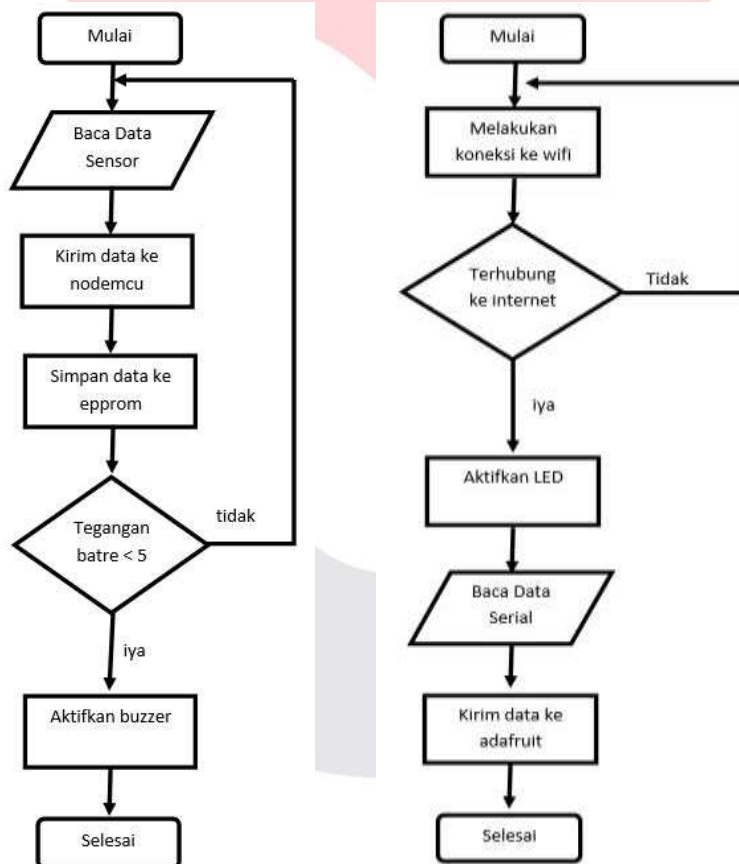 Mulai
Baca Data
Sensor
Kirim data ke
nodemcu
Simpan data ke
epprom
Tegangan
batre < 5
tidak
iya
Aktifkan buzzer
Selesai
Mulai
Melakukan
koneksi ke wifi
Terhubung
ke internet
Tidak
iya
Aktifkan LED
Baca Data
Serial
Kirim data ke
adafruit
Selesai